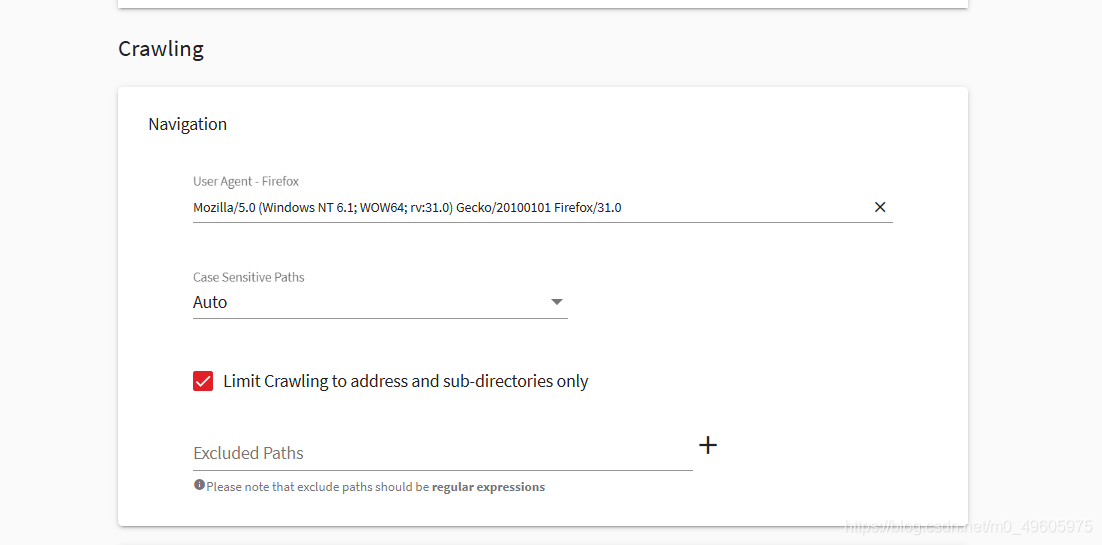 Crawling
Navigation
User Agent - Firefox
Mozilla/5.0 (Windows NT 6.1; WOW64; rv:31.0) Gecko/20100101 Firefox/31.0
Case Sensitive Paths
Auto
Limit Crawling to address and sub-directories only
Excluded Paths
Please note that exclude paths should be regular expressions
https://blog.csdn.net/m0_49605975